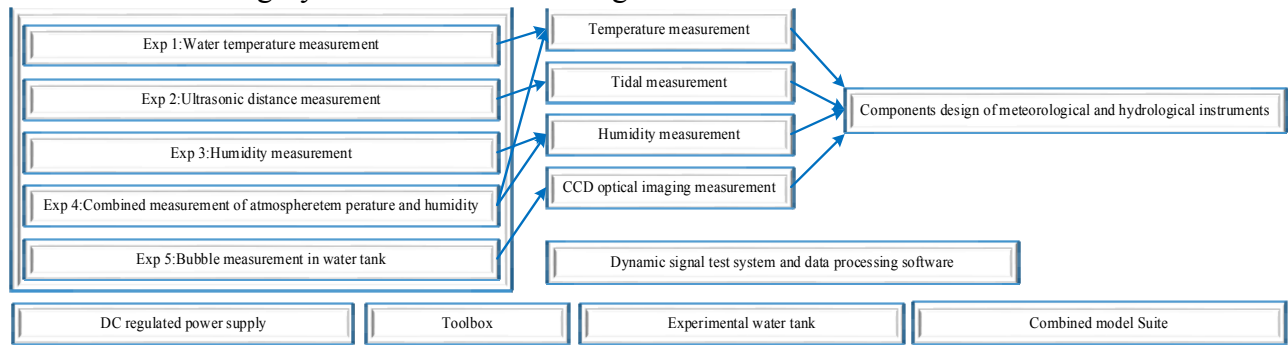 Exp 1:Water temperature measurement
Exp 2:Ultrasonic distance measurement
Exp 3:Humidity measurement
Exp 4:Combined measurement of atmospheretem perature and humidity
Exp 5:Bubble measurement in water tank
Temperature measurement
Tidal measurement
Humidity measurement
CCD optical imaging measurement
Components design of meteorological and hydrological instruments
Dynamic signal test system and data processing software
DC regulated power supply
Toolbox
Experimental water tank
Combined model Suite